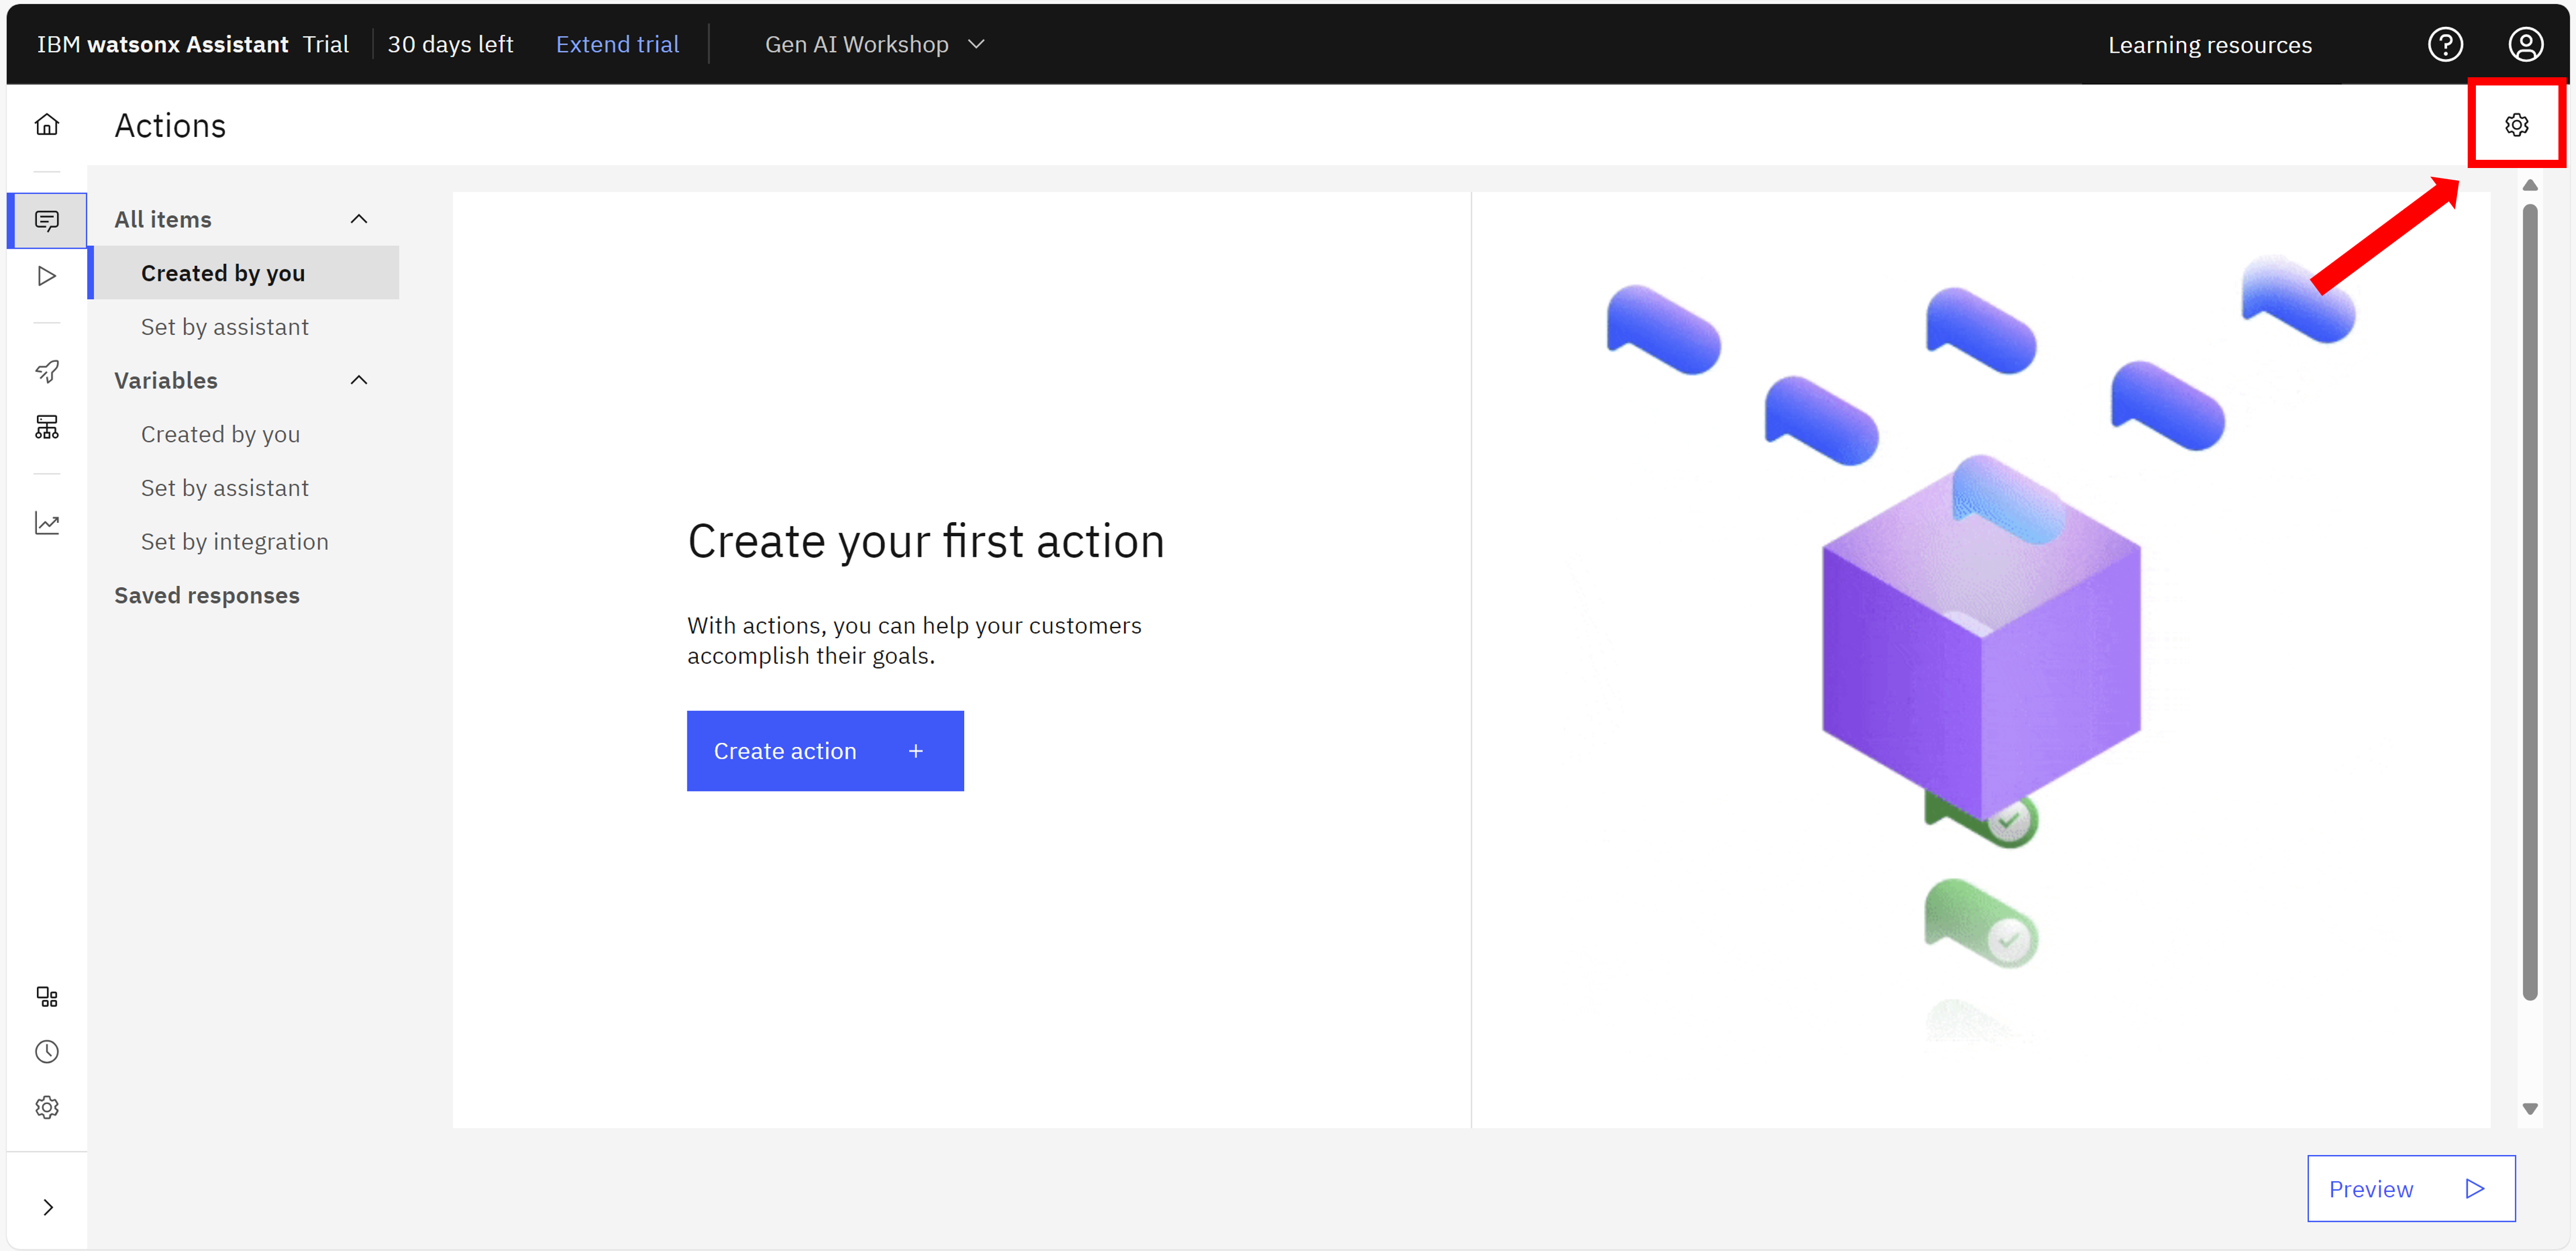 IBM watsonx Assistant Trial 30 days left Extend trial Gen AI Workshop Learning resources
Actions
All items
Created by you
Set by assistant
Variables
Created by you
Set by assistant
Set by integration
Saved responses
Create your first action
With actions, you can help your customers
accomplish their goals.
Create action +
Preview